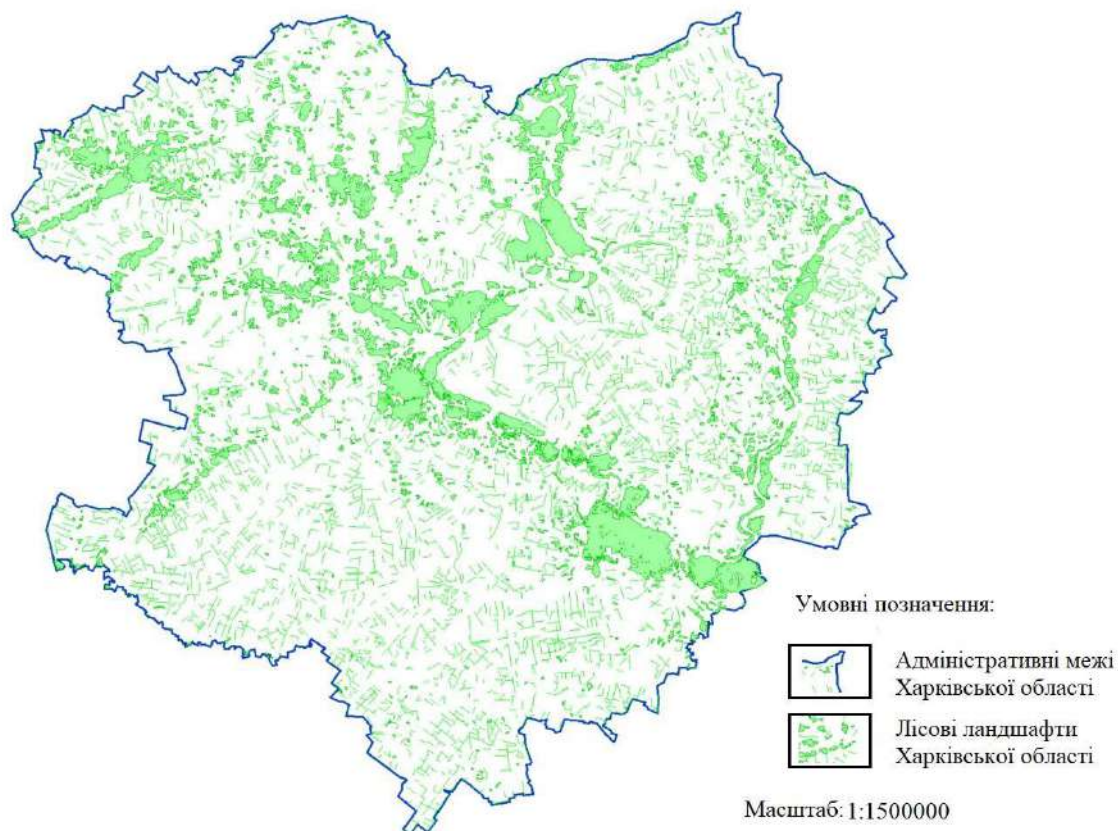 Умовні позначення:
Адміністративні межі
Харківської області
Лісові ландшафти
Харківської області
Масштаб: 1:1500000